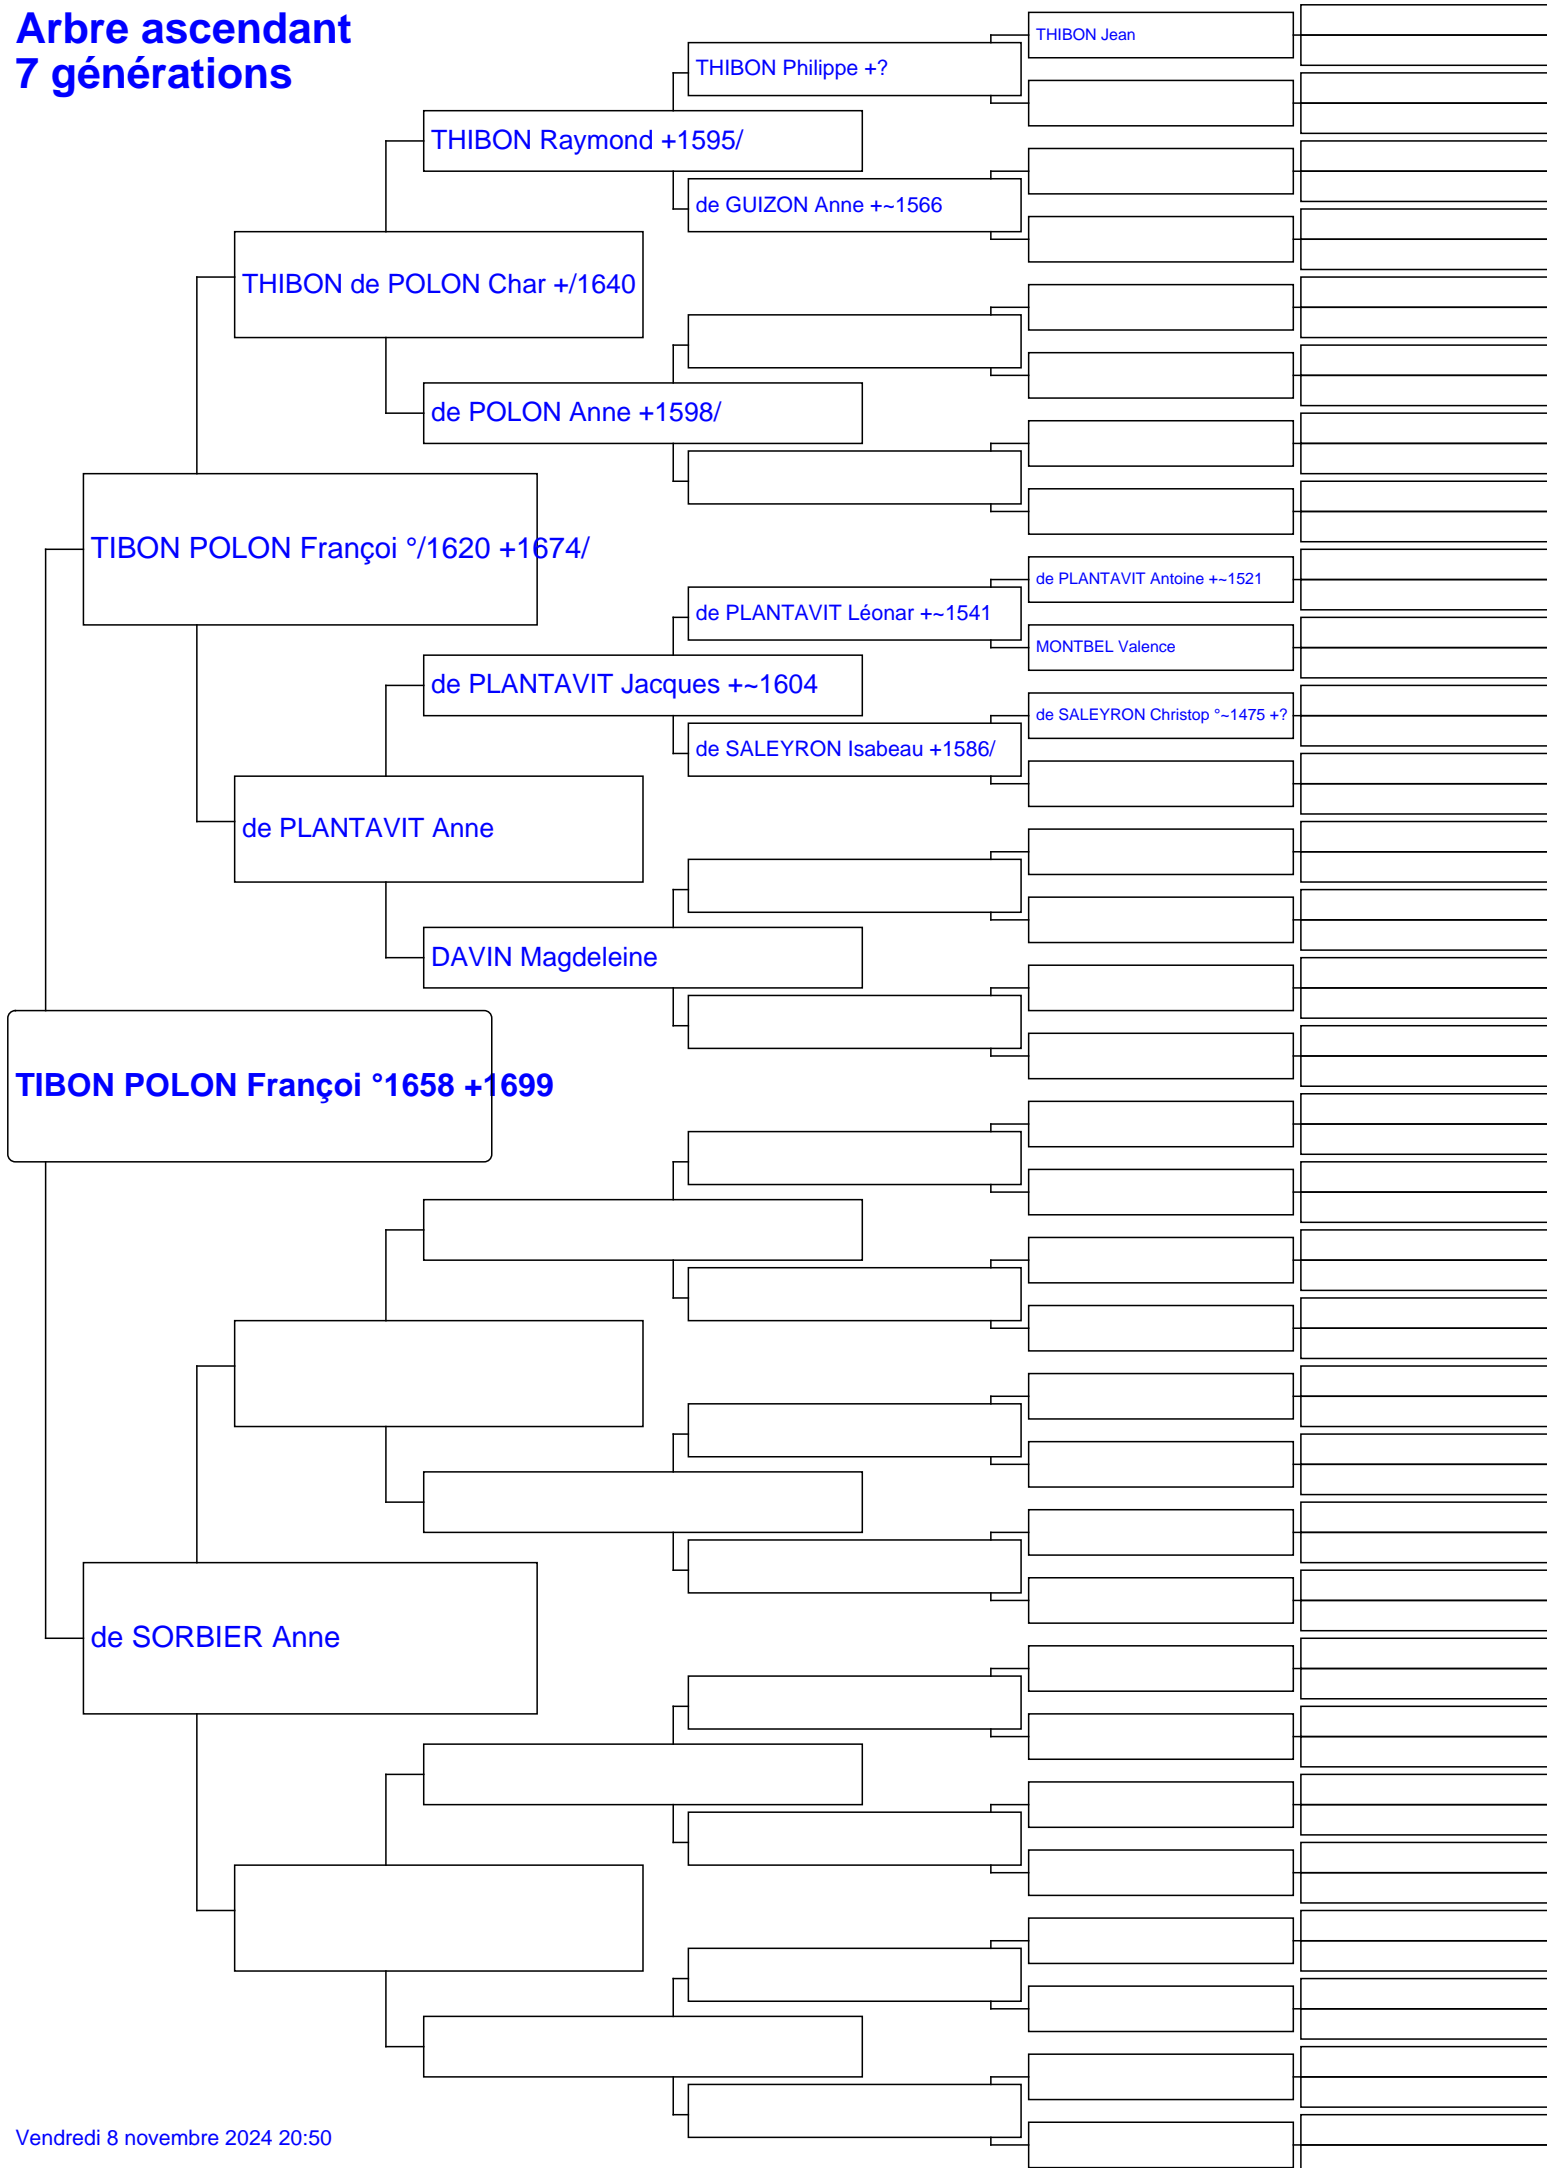 Arbre ascendant
7 générations
THIBON Jean
THIBON Philippe +?
THIBON Raymond +1595/
de GUIZON Anne +~1566
THIBON de POLON Char +/1640
de POLON Anne +1598/
TIBON POLON Françoi °/1620 +1674/
de PLANTAVIT Antoine +~1521
de PLANTAVIT Léonar +~1541
MONTBEL Valence
de PLANTAVIT Jacques +~1604
de SALEYRON Christop °~1475 +?
de SALEYRON Isabeau +1586/
de PLANTAVIT Anne
DAVIN Magdeleine
TIBON POLON Françoi °1658 +1699
de SORBIER Anne
Vendredi 8 novembre 2024 20:50